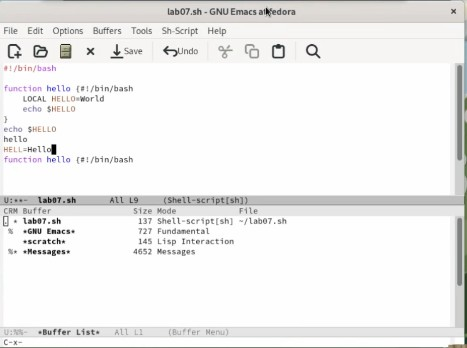 lab07.sh - GNU Emacs at fedora
File Edit Options Buffers Tools Sh-Script Help
Save Undo
#!/bin/bash
function hello {#!/bin/bash
LOCAL HELLO=World
echo $HELLO
}
echo $HELLO
hello
HELL=Hello
function hello {#!/bin/bash
U:**- lab07.sh All L9 (Shell-script[sh])
CRM Buffer Size Mode File
. * lab07.sh 137 Shell-script[sh] ~/lab07.sh
% *GNU Emacs* 727 Fundamental
*scratch* 145 Lisp Interaction
%* *Messages* 4652 Messages
U:%%- *Buffer List* All L1 (Buffer Menu)
C-x-